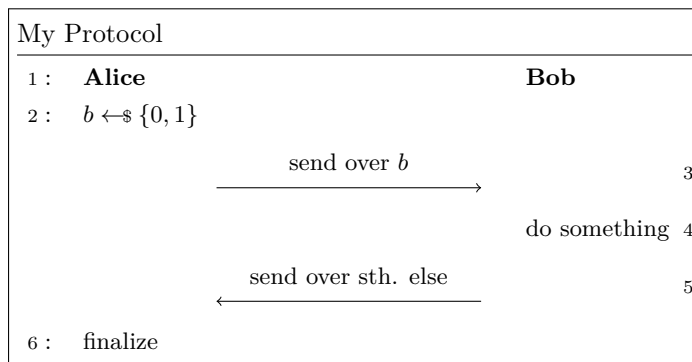 My Protocol
1 : Alice Bob
2 : b ←$ {0, 1}
send over b 3
do something 4
send over sth. else 5
6 : finalize